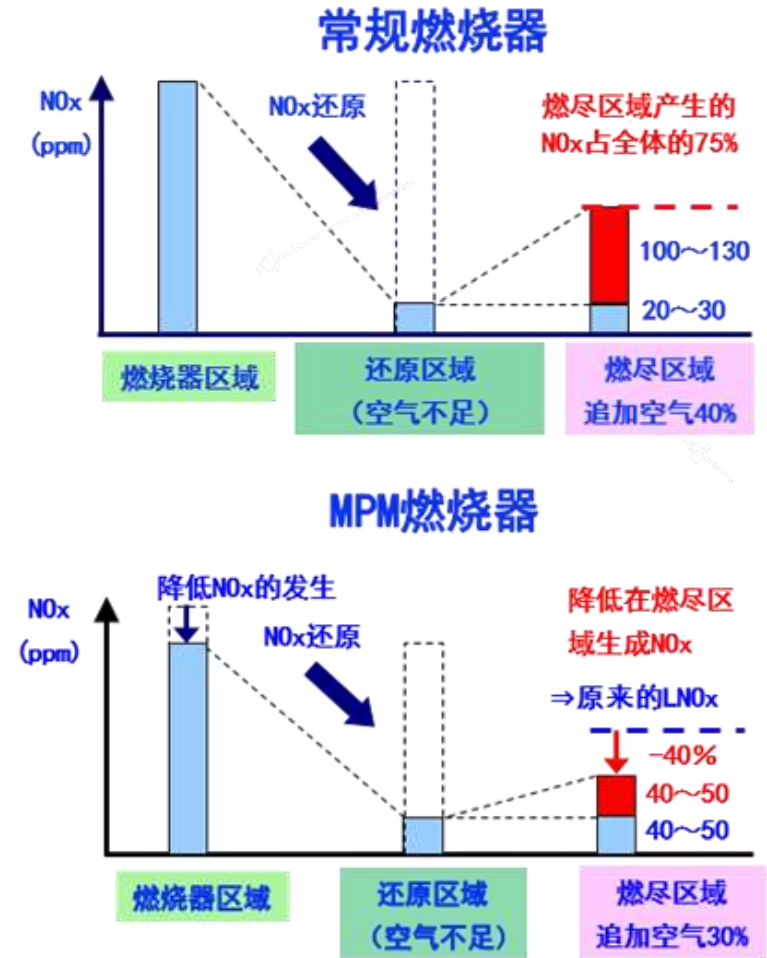 常规燃烧器
NOx
(ppm)
NOx还原
燃尽区域产生的
NOx占全体的75%
100～130
20～30
燃烧器区域
还原区域
（空气不足）
燃尽区域
追加空气40%
MPM燃烧器
降低NOx的发生
NOx
(ppm)
NOx还原
降低在燃尽区
域生成NOx
⇒原来的LNOx
-40%
40～50
40～50
燃烧器区域
还原区域
（空气不足）
燃尽区域
追加空气30%